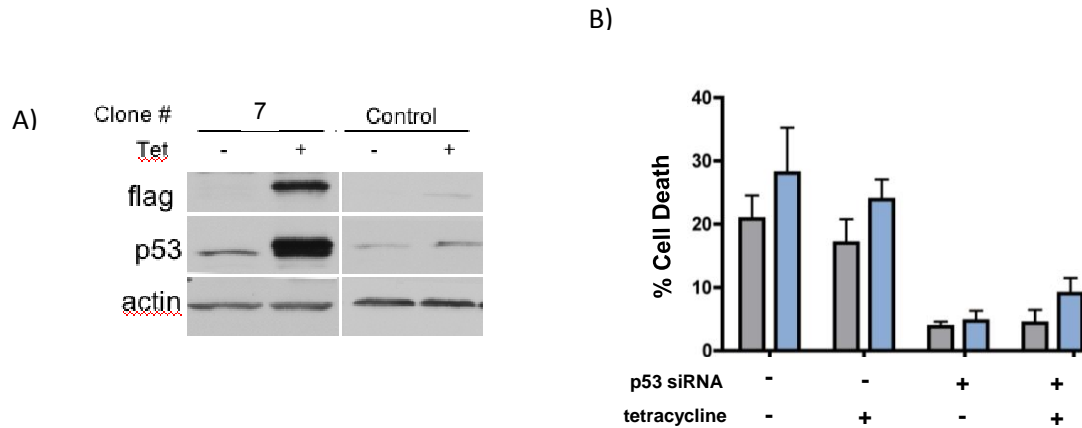 A)
Clone # 7 Control
Tet - + - +
flag
p53
actin
B)
% Cell Death
40
30
20
10
0
p53 siRNA - - + +
tetracycline - + - +